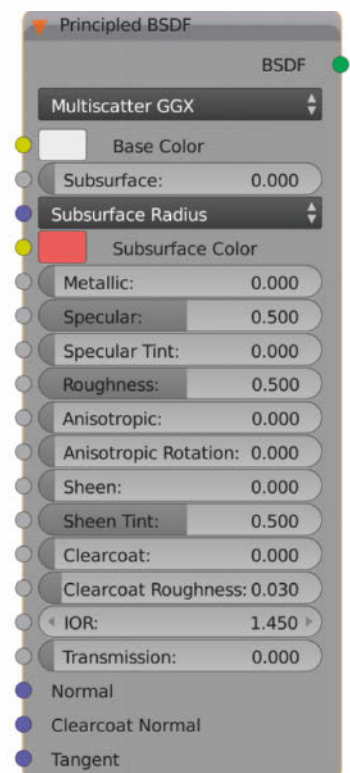 Principled BSDF
BSDF
Multiscatter GGX
Base Color
Subsurface: 0.000
Subsurface Radius
Subsurface Color
Metallic: 0.000
Specular: 0.500
Specular Tint: 0.000
Roughness: 0.500
Anisotropic: 0.000
Anisotropic Rotation: 0.000
Sheen: 0.000
Sheen Tint: 0.500
Clearcoat: 0.000
Clearcoat Roughness: 0.030
IOR: 1.450
Transmission: 0.000
Normal
Clearcoat Normal
Tangent